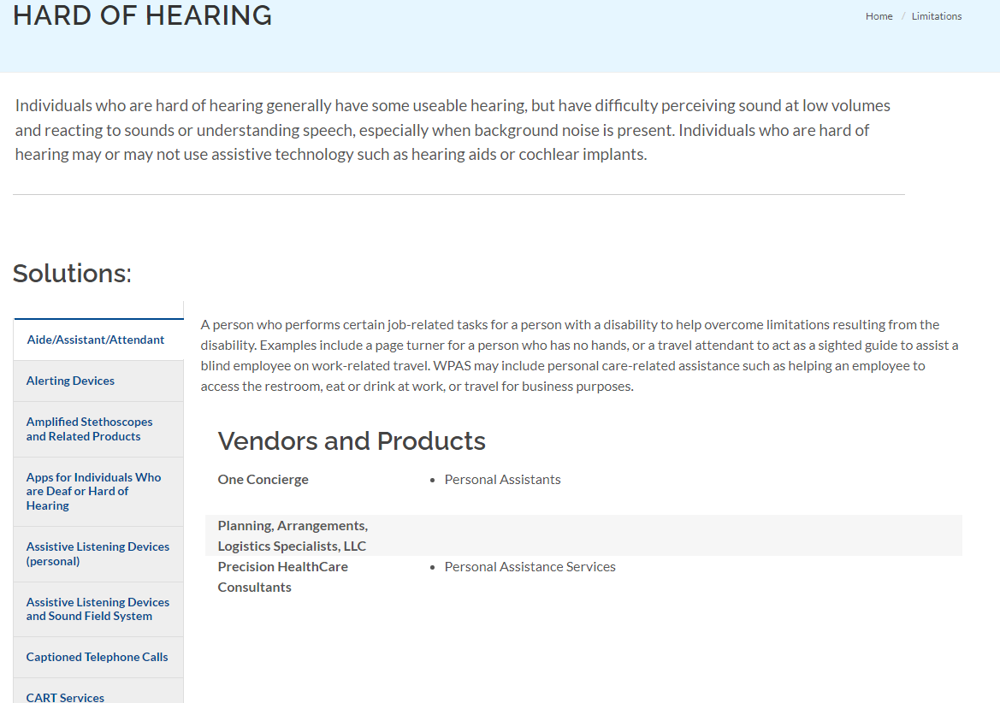 HARD OF HEARING
Home / Limitations
Individuals who are hard of hearing generally have some useable hearing, but have difficulty perceiving sound at low volumes
and reacting to sounds or understanding speech, especially when background noise is present. Individuals who are hard of
hearing may or may not use assistive technology such as hearing aids or cochlear implants.
Solutions:
Aide/Assistant/Attendant
Alerting Devices
Amplified Stethoscopes
and Related Products
Apps for Individuals Who
are Deaf or Hard of
Hearing
Assistive Listening Devices
(personal)
Assistive Listening Devices
and Sound Field System
Captioned Telephone Calls
CART Services
A person who performs certain job-related tasks for a person with a disability to help overcome limitations resulting from the
disability. Examples include a page turner for a person who has no hands, or a travel attendant to act as a sighted guide to assist a
blind employee on work-related travel. WPAS may include personal care-related assistance such as helping an employee to
access the restroom, eat or drink at work, or travel for business purposes.
Vendors and Products
One Concierge
• Personal Assistants
Planning, Arrangements,
Logistics Specialists, LLC
Precision HealthCare
Consultants
• Personal Assistance Services